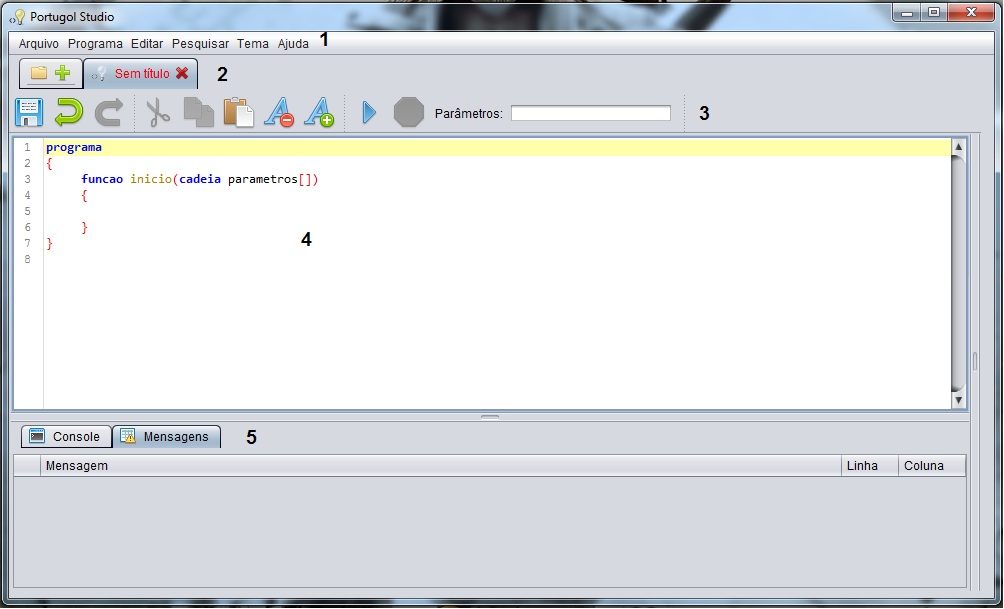 Portugol Studio
Arquivo Programa Editar Pesquisar Tema Ajuda 1
Sem título 2
Parâmetros: 3
1 programa
2 {
3 funcao inicio(cadeia parametros[])
4 {
5
6 }
7 }
8
4
Console Mensagens 5
Mensagem Linha Coluna